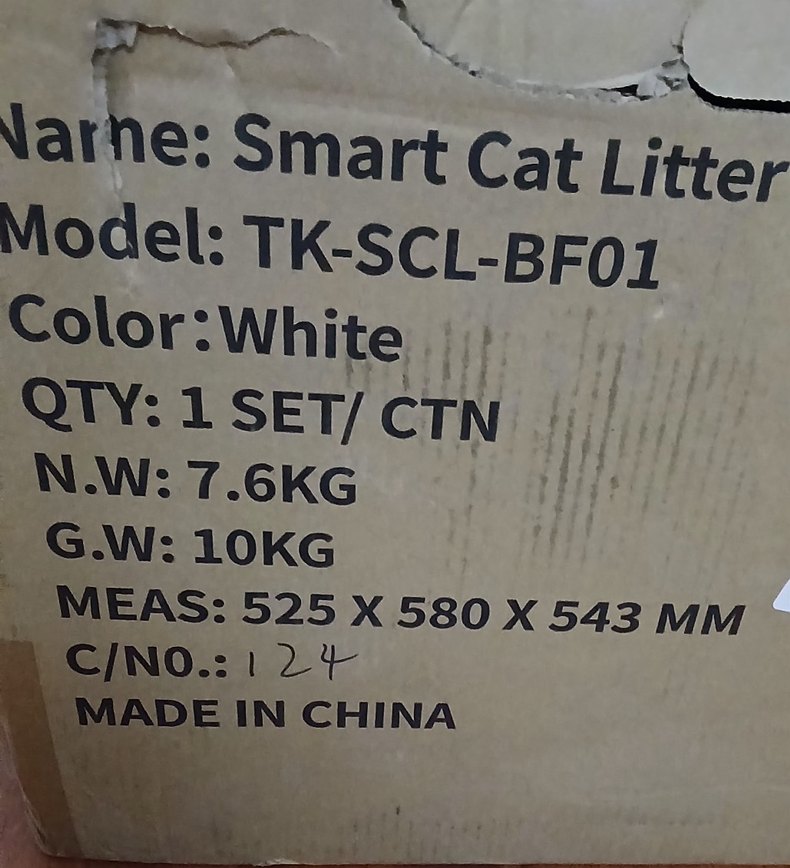 Name: Smart Cat Litter
Model: TK-SCL-BF01
Color:White
QTY: 1 SET/ CTN
N.W: 7.6KG
G.W: 10KG
MEAS: 525 X 580 X 543 MM
C/NO.: 124
MADE IN CHINA